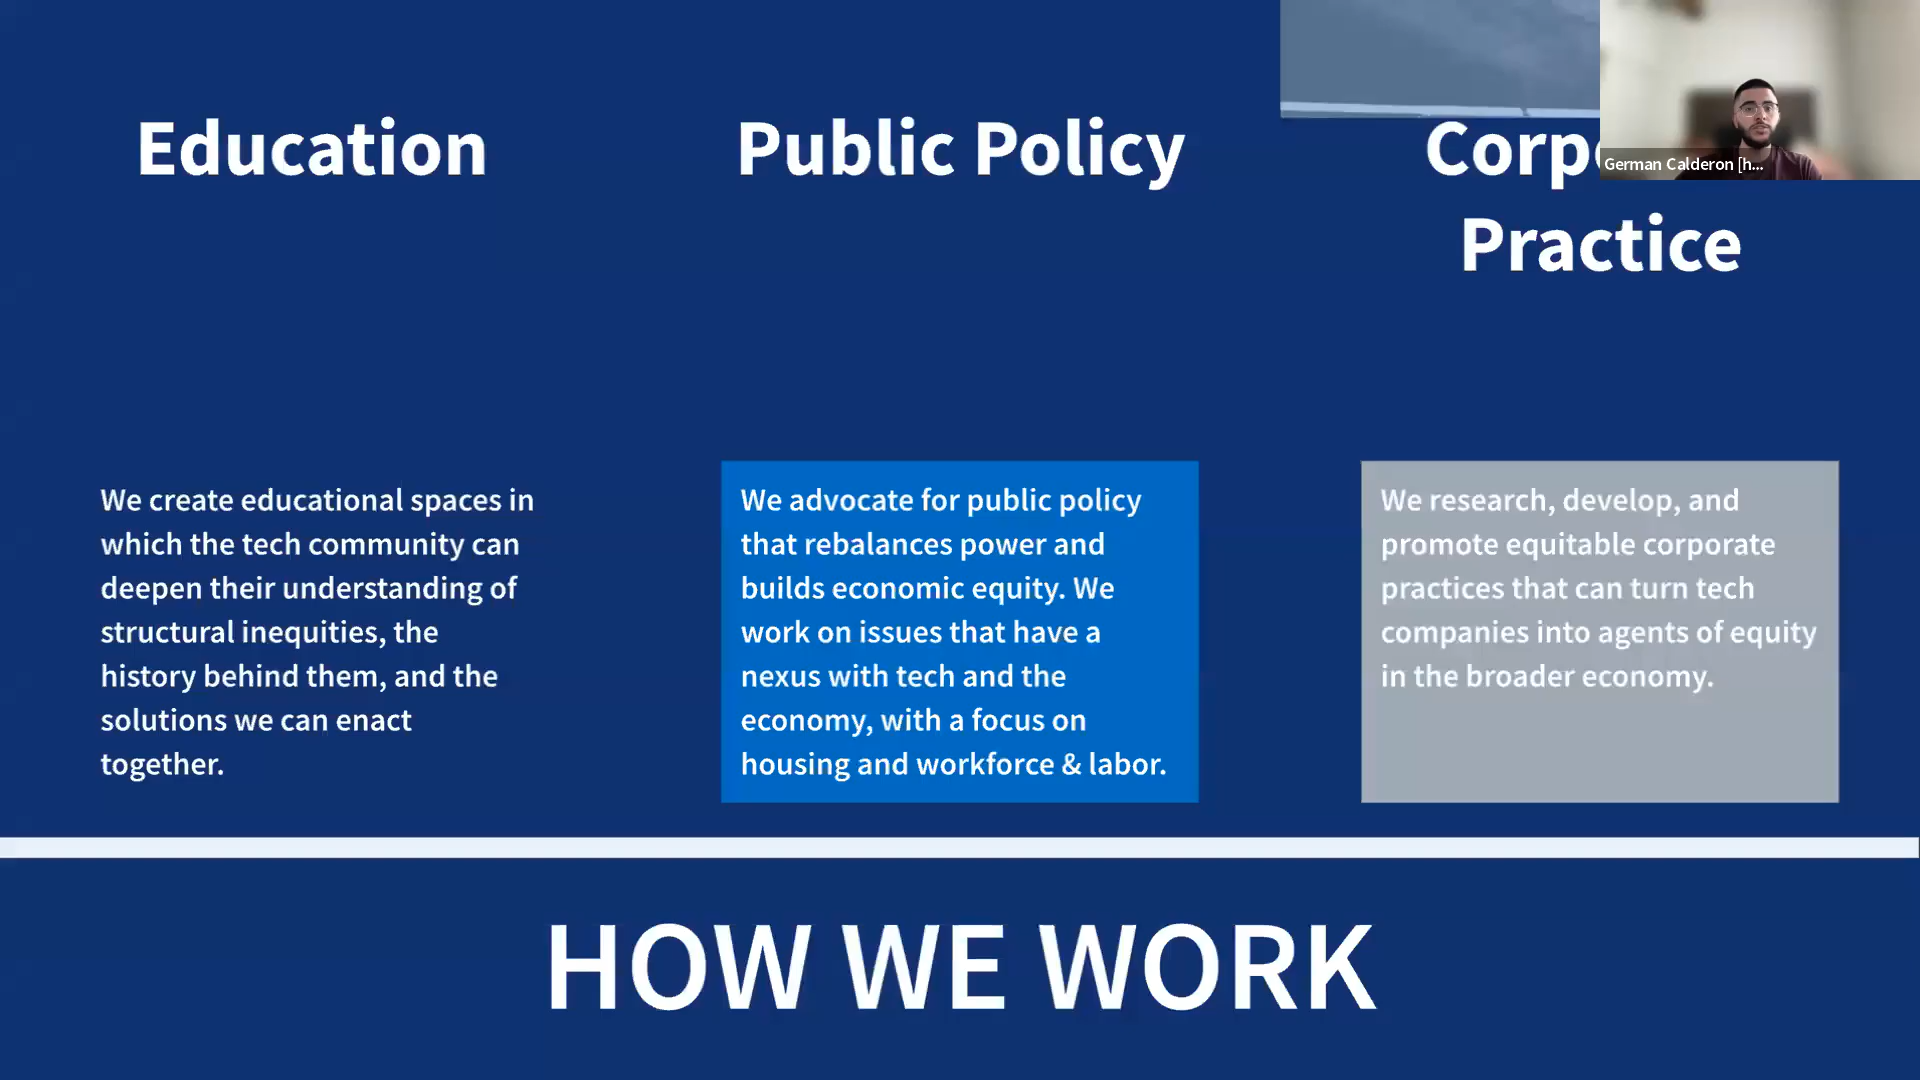 Education
We create educational spaces in
which the tech community can
deepen their understanding of
structural inequities, the
history behind them, and the
solutions we can enact
together.
Public Policy
We advocate for public policy
that rebalances power and
builds economic equity. We
work on issues that have a
nexus with tech and the
economy, with a focus on
housing and workforce & labor.
Practice
We research, develop, and
promote equitable corporate
practices that can turn tech
companies into agents of equity
in the broader economy.
German Calderon [h...
HOW WE WORK